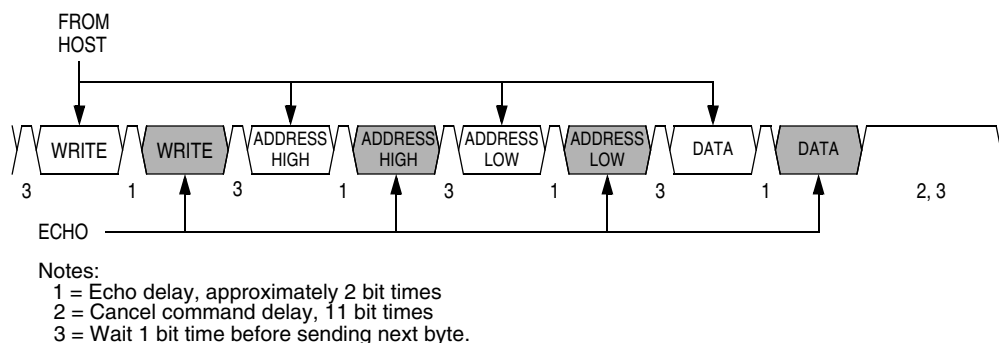 FROM
HOST
WRITE
WRITE
ADDRESS
HIGH
ADDRESS
HIGH
ADDRESS
LOW
ADDRESS
LOW
DATA
DATA
3 1 3 1 3 1 3 1 2, 3
ECHO
Notes:
1 = Echo delay, approximately 2 bit times
2 = Cancel command delay, 11 bit times
3 = Wait 1 bit time before sending next byte.